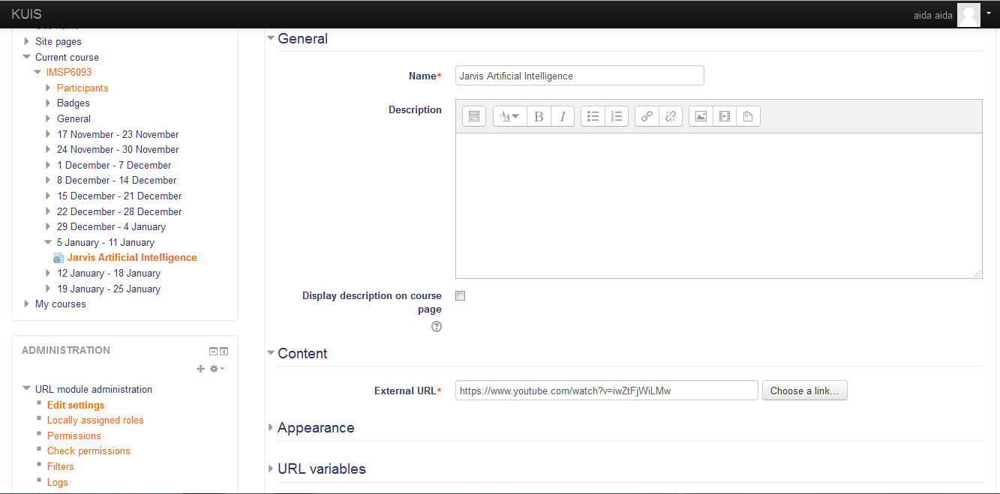 KUIS
aida aida
Site pages
Current course
IMSP6093
Participants
Badges
General
17 November - 23 November
24 November - 30 November
1 December - 7 December
8 December - 14 December
15 December - 21 December
22 December - 28 December
29 December - 4 January
5 January - 11 January
Jarvis Artificial Intelligence
12 January - 18 January
19 January - 25 January
My courses
ADMINISTRATION
URL module administration
Edit settings
Locally assigned roles
Permissions
Check permissions
Filters
Logs
General
Name*
Jarvis Artificial Intelligence
Description
Display description on course
page
Content
External URL*
https://www.youtube.com/watch?v=iwZtFjWiLMw
Choose a link...
Appearance
URL variables